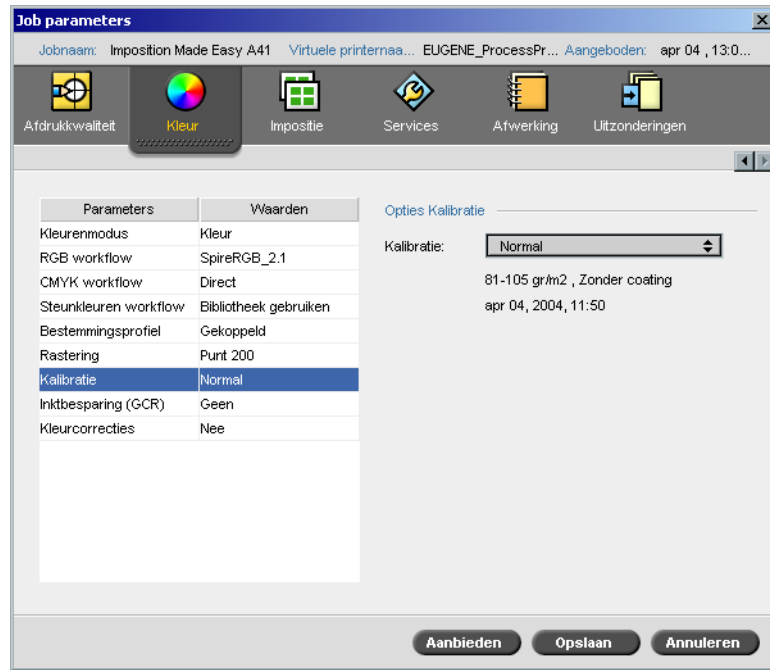 Job parameters
Jobnaam: Imposition Made Easy A41 Virtuele printernaa... EUGENE_ProcessPr... Aangeboden: apr 04 , 13:0...
Afdrukkwaliteit Kleur Impositie Services Afwerking Uitzonderingen
Parameters Waarden
Opties Kalibratie
Kleurenmodus Kleur
Kalibratie: Normal
RGB workflow SpireRGB_2.1
CMYK workflow Direct
81-105 gr/m2 , Zonder coating
Steunkleuren workflow Bibliotheek gebruiken
apr 04, 2004, 11:50
Bestemmingsprofiel Gekoppeld
Rastering Punt 200
Kalibratie Normal
Inktbesparing (GCR) Geen
Kleurcorrecties Nee
Aanbieden Opslaan Annuleren